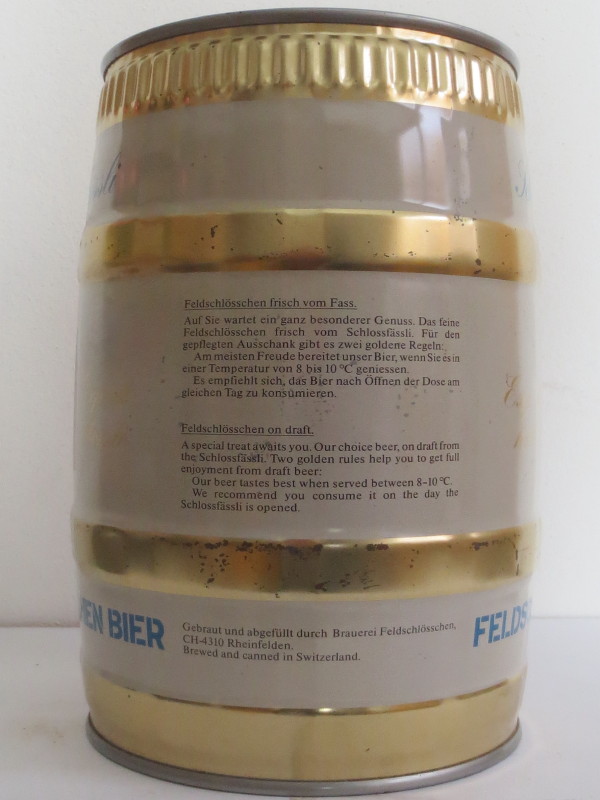 Feldschlösschen frisch vom Fass.
Auf Sie wartet ein ganz besonderer Genuss. Das feine
Feldschlösschen frisch vom Schlossfässli. Für den
gepflegten Ausschank gibt es zwei goldene Regeln:
Am meisten Freude bereitet unser Bier, wenn Sie es in
einer Temperatur von 8 bis 10 °C geniessen.
Es empfiehlt sich, das Bier nach Öffnen der Dose am
gleichen Tag zu konsümieren.
Feldschlösschen on draft.
A special treat awaits you. Our choice beer, on draft from
the Schlossfässli. Two golden rules help you to get full
enjoyment from draft beer:
Our beer tastes best when served between 8–10 °C.
We recommend you consume it on the day the
Schlossfässli is opened.
BIER
FELDS
Gebraut und abgefüllt durch Brauerei Feldschlösschen,
CH-4310 Rheinfelden.
Brewed and canned in Switzerland.